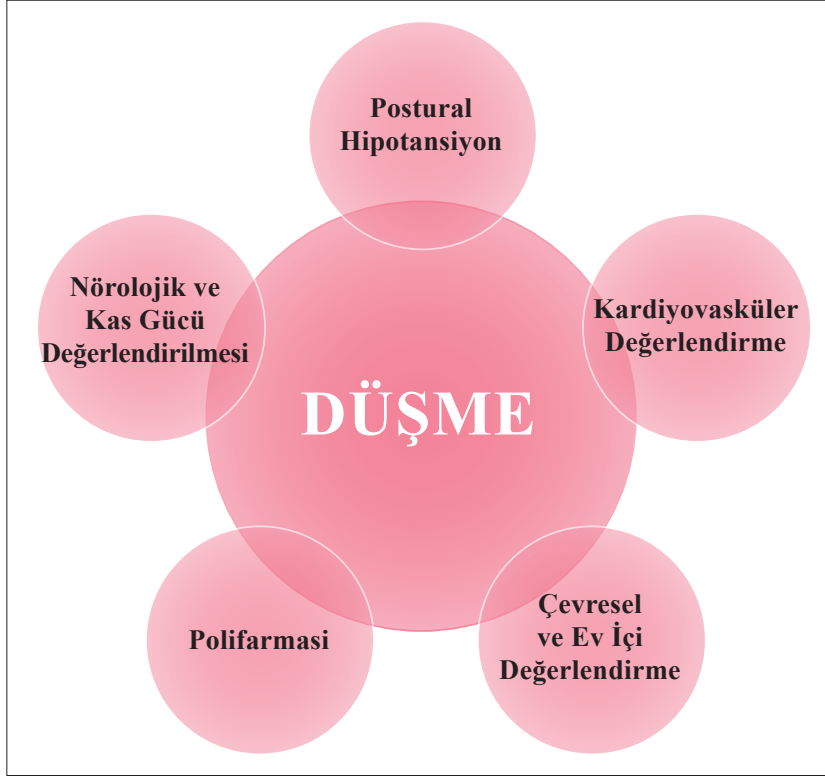 Postural
Hipotansiyon
Nörolojik ve
Kas Gücü
Değerlendirilmesi
Kardiyovasküler
Değerlendirme
DÜŞME
Polifarmasi
Çevresel
ve Ev İçi
Değerlendirme